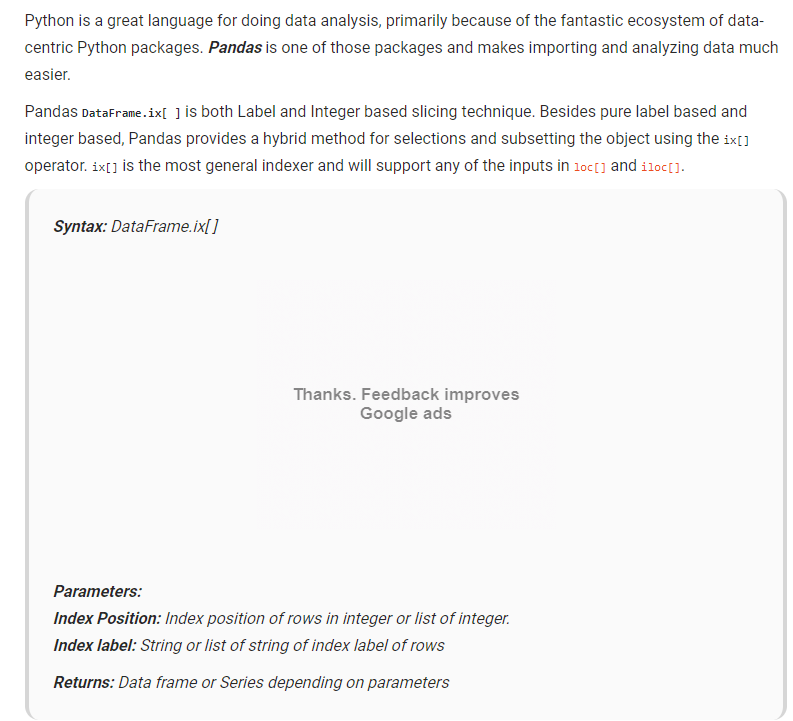 Python is a great language for doing data analysis, primarily because of the fantastic ecosystem of data-
centric Python packages. Pandas is one of those packages and makes importing and analyzing data much
easier.
Pandas DataFrame.ix[ ] is both Label and Integer based slicing technique. Besides pure label based and
integer based, Pandas provides a hybrid method for selections and subsetting the object using the ix[]
operator. ix[] is the most general indexer and will support any of the inputs in loc[] and iloc[].
Syntax: DataFrame.ix[ ]
Thanks. Feedback improves
Google ads
Parameters:
Index Position: Index position of rows in integer or list of integer.
Index label: String or list of string of index label of rows
Returns: Data frame or Series depending on parameters